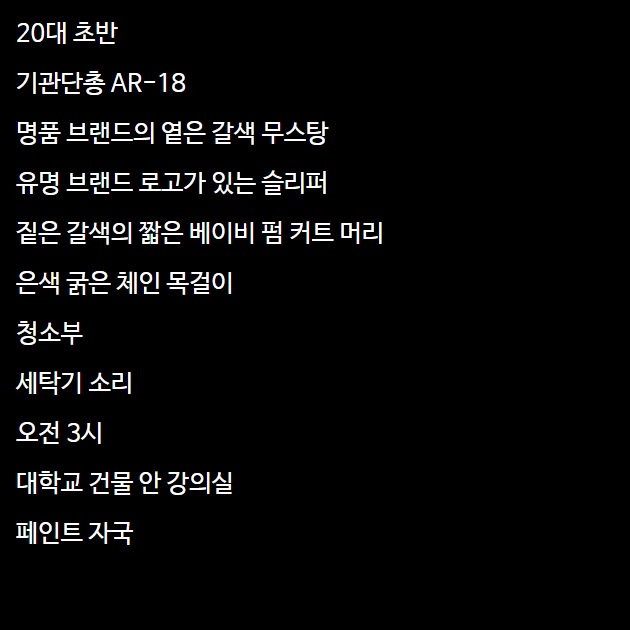 20대 초반
기관단총 AR-18
명품 브랜드의 옅은 갈색 무스탕
유명 브랜드 로고가 있는 슬리퍼
짙은 갈색의 짧은 베이비 펌 커트 머리
은색 굵은 체인 목걸이
청소부
세탁기 소리
오전 3시
대학교 건물 안 강의실
페인트 자국